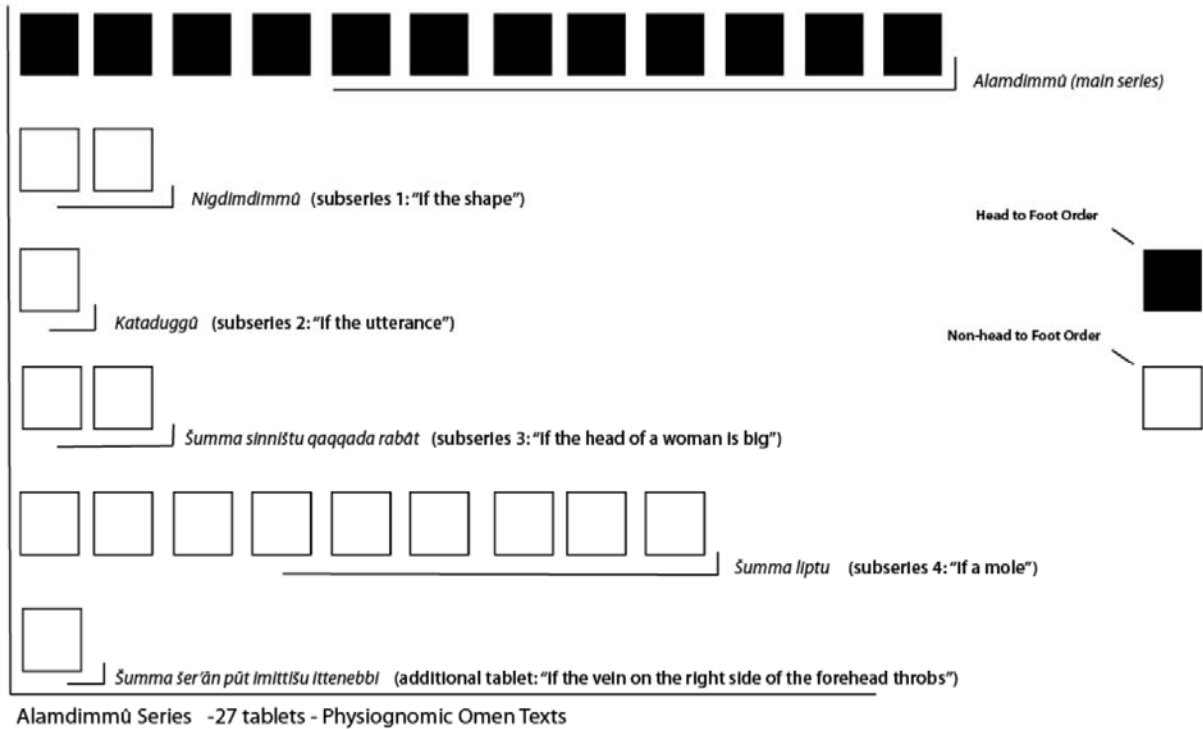 Alamdimmû (main series)
Nigdimdimmû (subseries 1: “If the shape”)
Head to Foot Order
Kataduggû (subseries 2: “If the utterance”)
Non-head to Foot Order
Šumma sinništu qaqqada rabât (subseries 3: “If the head of a woman is big”)
Šumma liptu (subseries 4: “If a mole”)
Šumma šer’ān pūt imittišu ittenebbi (additional tablet: “If the vein on the right side of the forehead throbs”)
Alamdimmû Series -27 tablets - Physiognomic Omen Texts